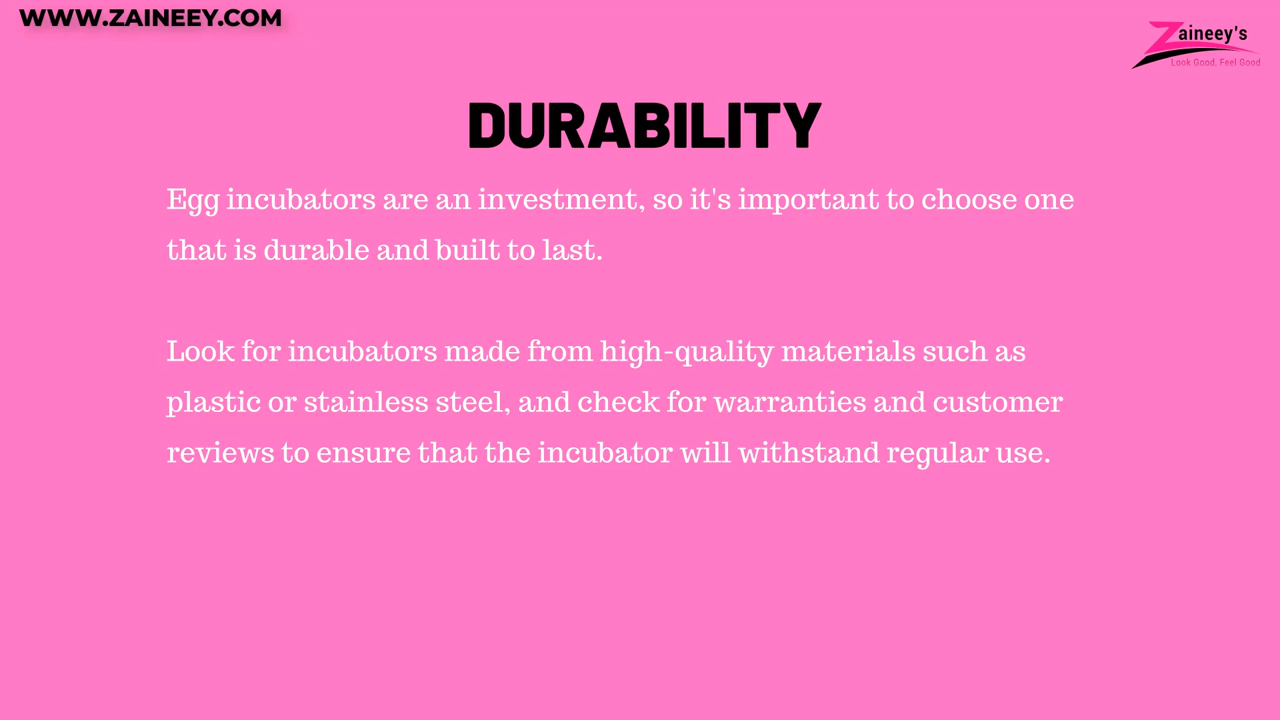 WWW.ZAINEEY.COM
Zaineey's
Look Good, Feel Good
DURABILITY
Egg incubators are an investment, so it's important to choose one
that is durable and built to last.
Look for incubators made from high-quality materials such as
plastic or stainless steel, and check for warranties and customer
reviews to ensure that the incubator will withstand regular use.